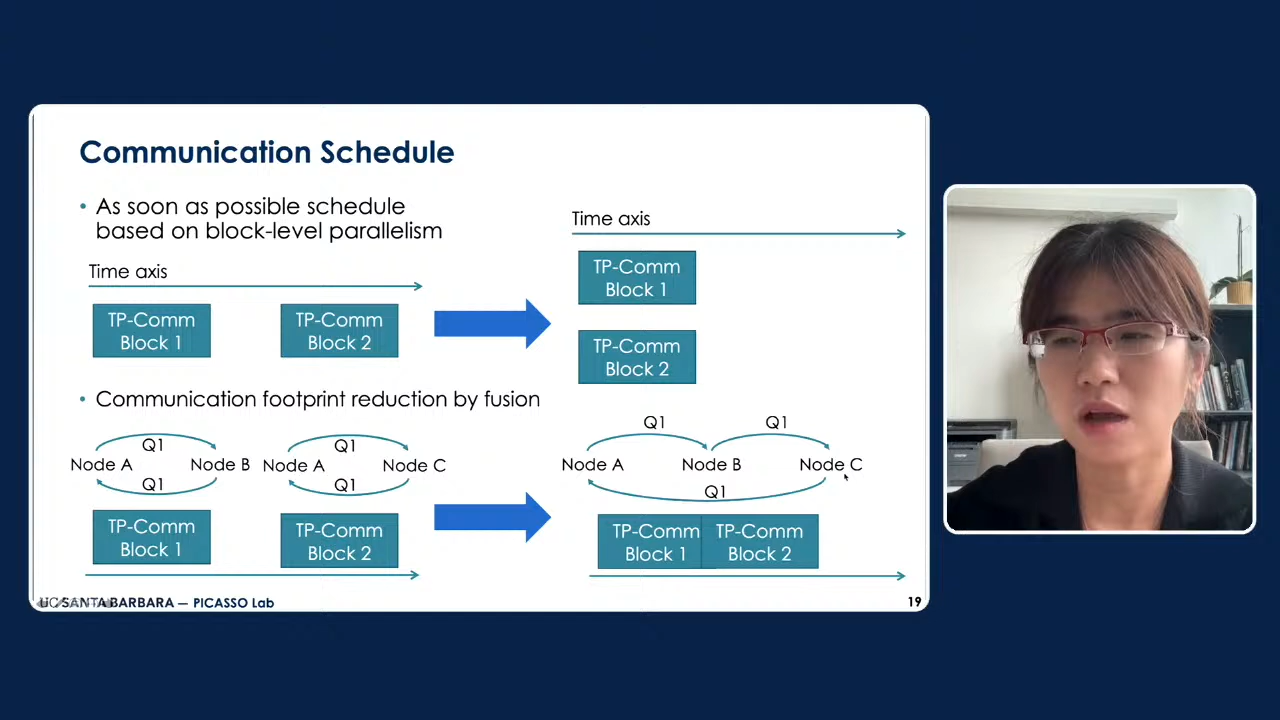 Communication Schedule
• As soon as possible schedule
based on block-level parallelism
Time axis
TP-Comm
Block 1
TP-Comm
Block 2
Time axis
TP-Comm
Block 1
TP-Comm
Block 2
• Communication footprint reduction by fusion
Q1
Node A
Node B
Q1
Q1
Node A
Node C
Q1
TP-Comm
Block 1
TP-Comm
Block 2
Q1
Q1
Node A
Node B
Node C
Q1
TP-Comm
Block 1
TP-Comm
Block 2
UC SANTA BARBARA — PICASSO Lab
19